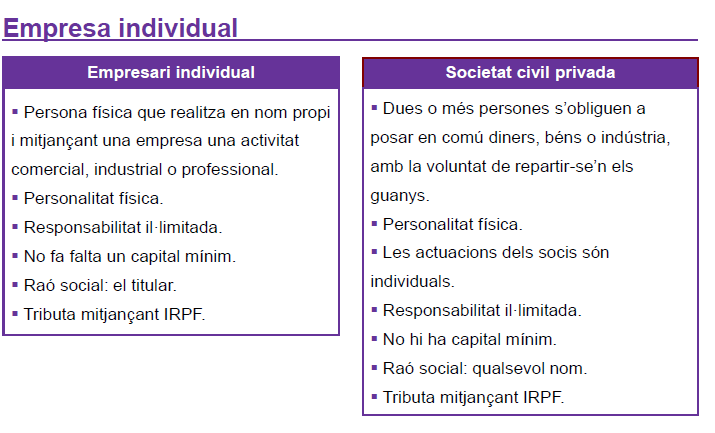 Empresa individual
Empresari individual
▪ Persona física que realitza en nom propi
i mitjançant una empresa una activitat
comercial, industrial o professional.
▪ Personalitat física.
▪ Responsabilitat il·limitada.
▪ No fa falta un capital mínim.
▪ Raó social: el titular.
▪ Tributa mitjançant IRPF.
Societat civil privada
▪ Dues o més persones s’obliguen a
posar en comú diners, béns o indústria,
amb la voluntat de repartir-se’n els
guanys.
▪ Personalitat física.
▪ Les actuacions dels socis són
individuals.
▪ Responsabilitat il·limitada.
▪ No hi ha capital mínim.
▪ Raó social: qualsevol nom.
▪ Tributa mitjançant IRPF.